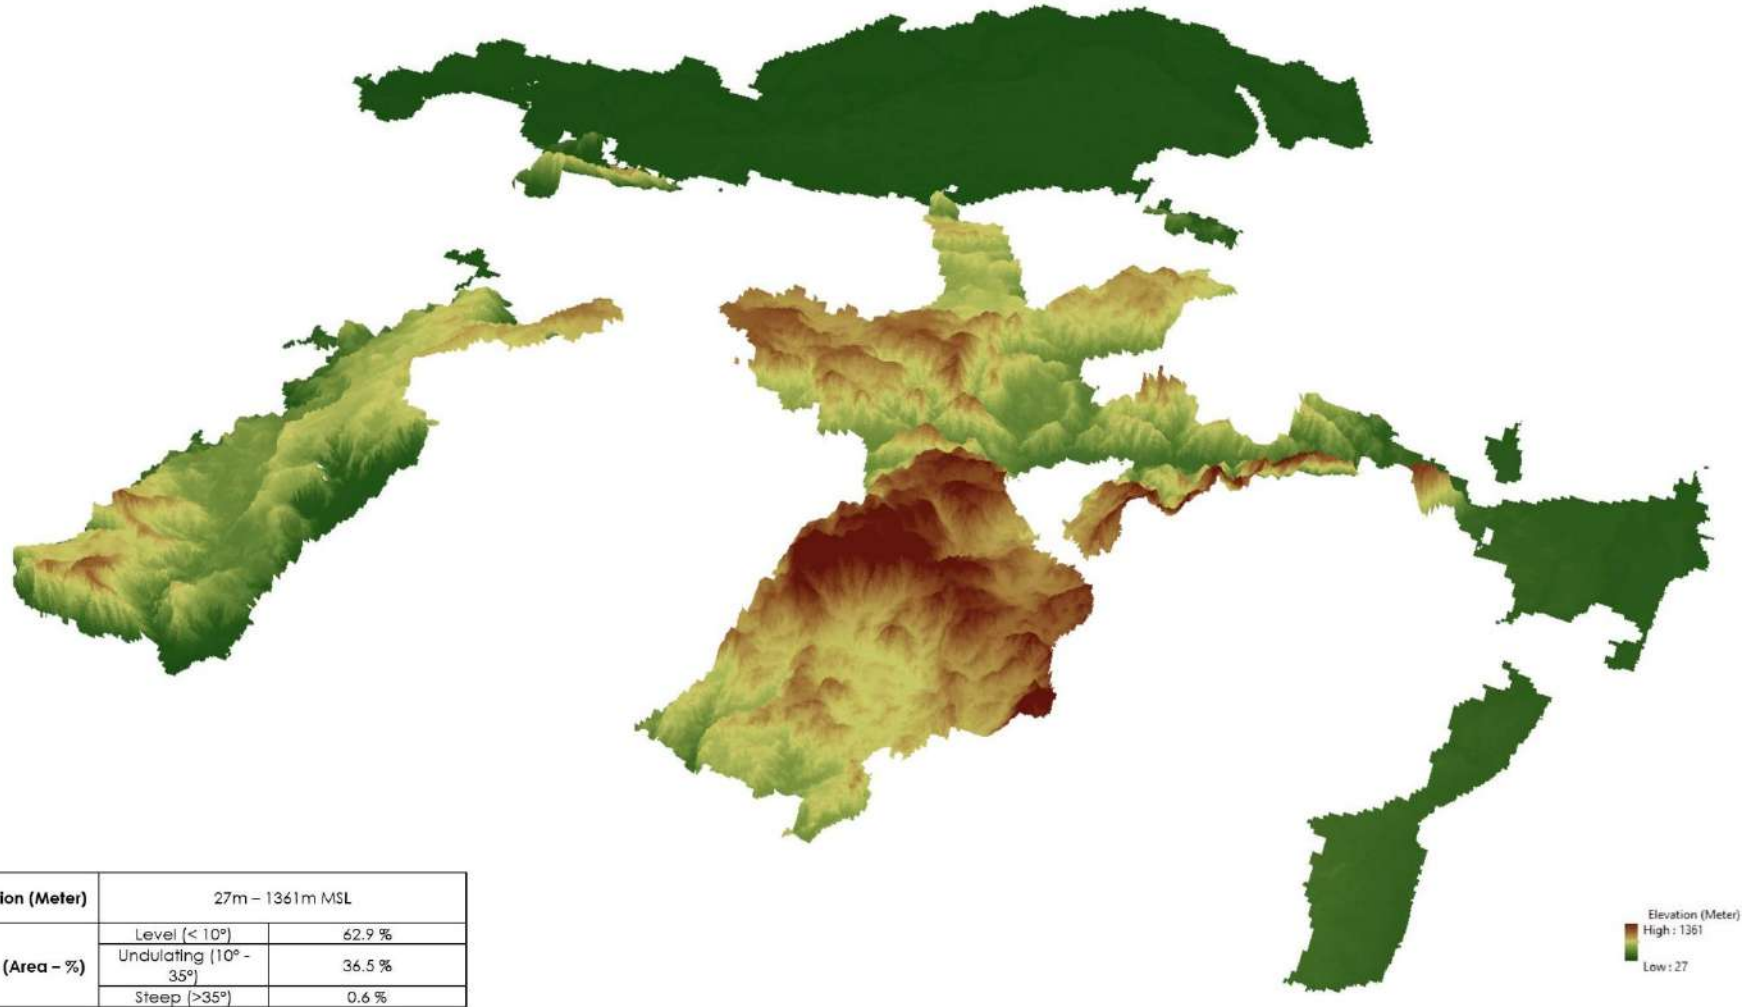 ion (Meter) 27m – 1361m MSL
Level (< 10°) 62.9 %
(Area – %) Undulating (10° - 35°) 36.5 %
Steep (>35°) 0.6 %
Elevation (Meter)
High : 1361
Low : 27